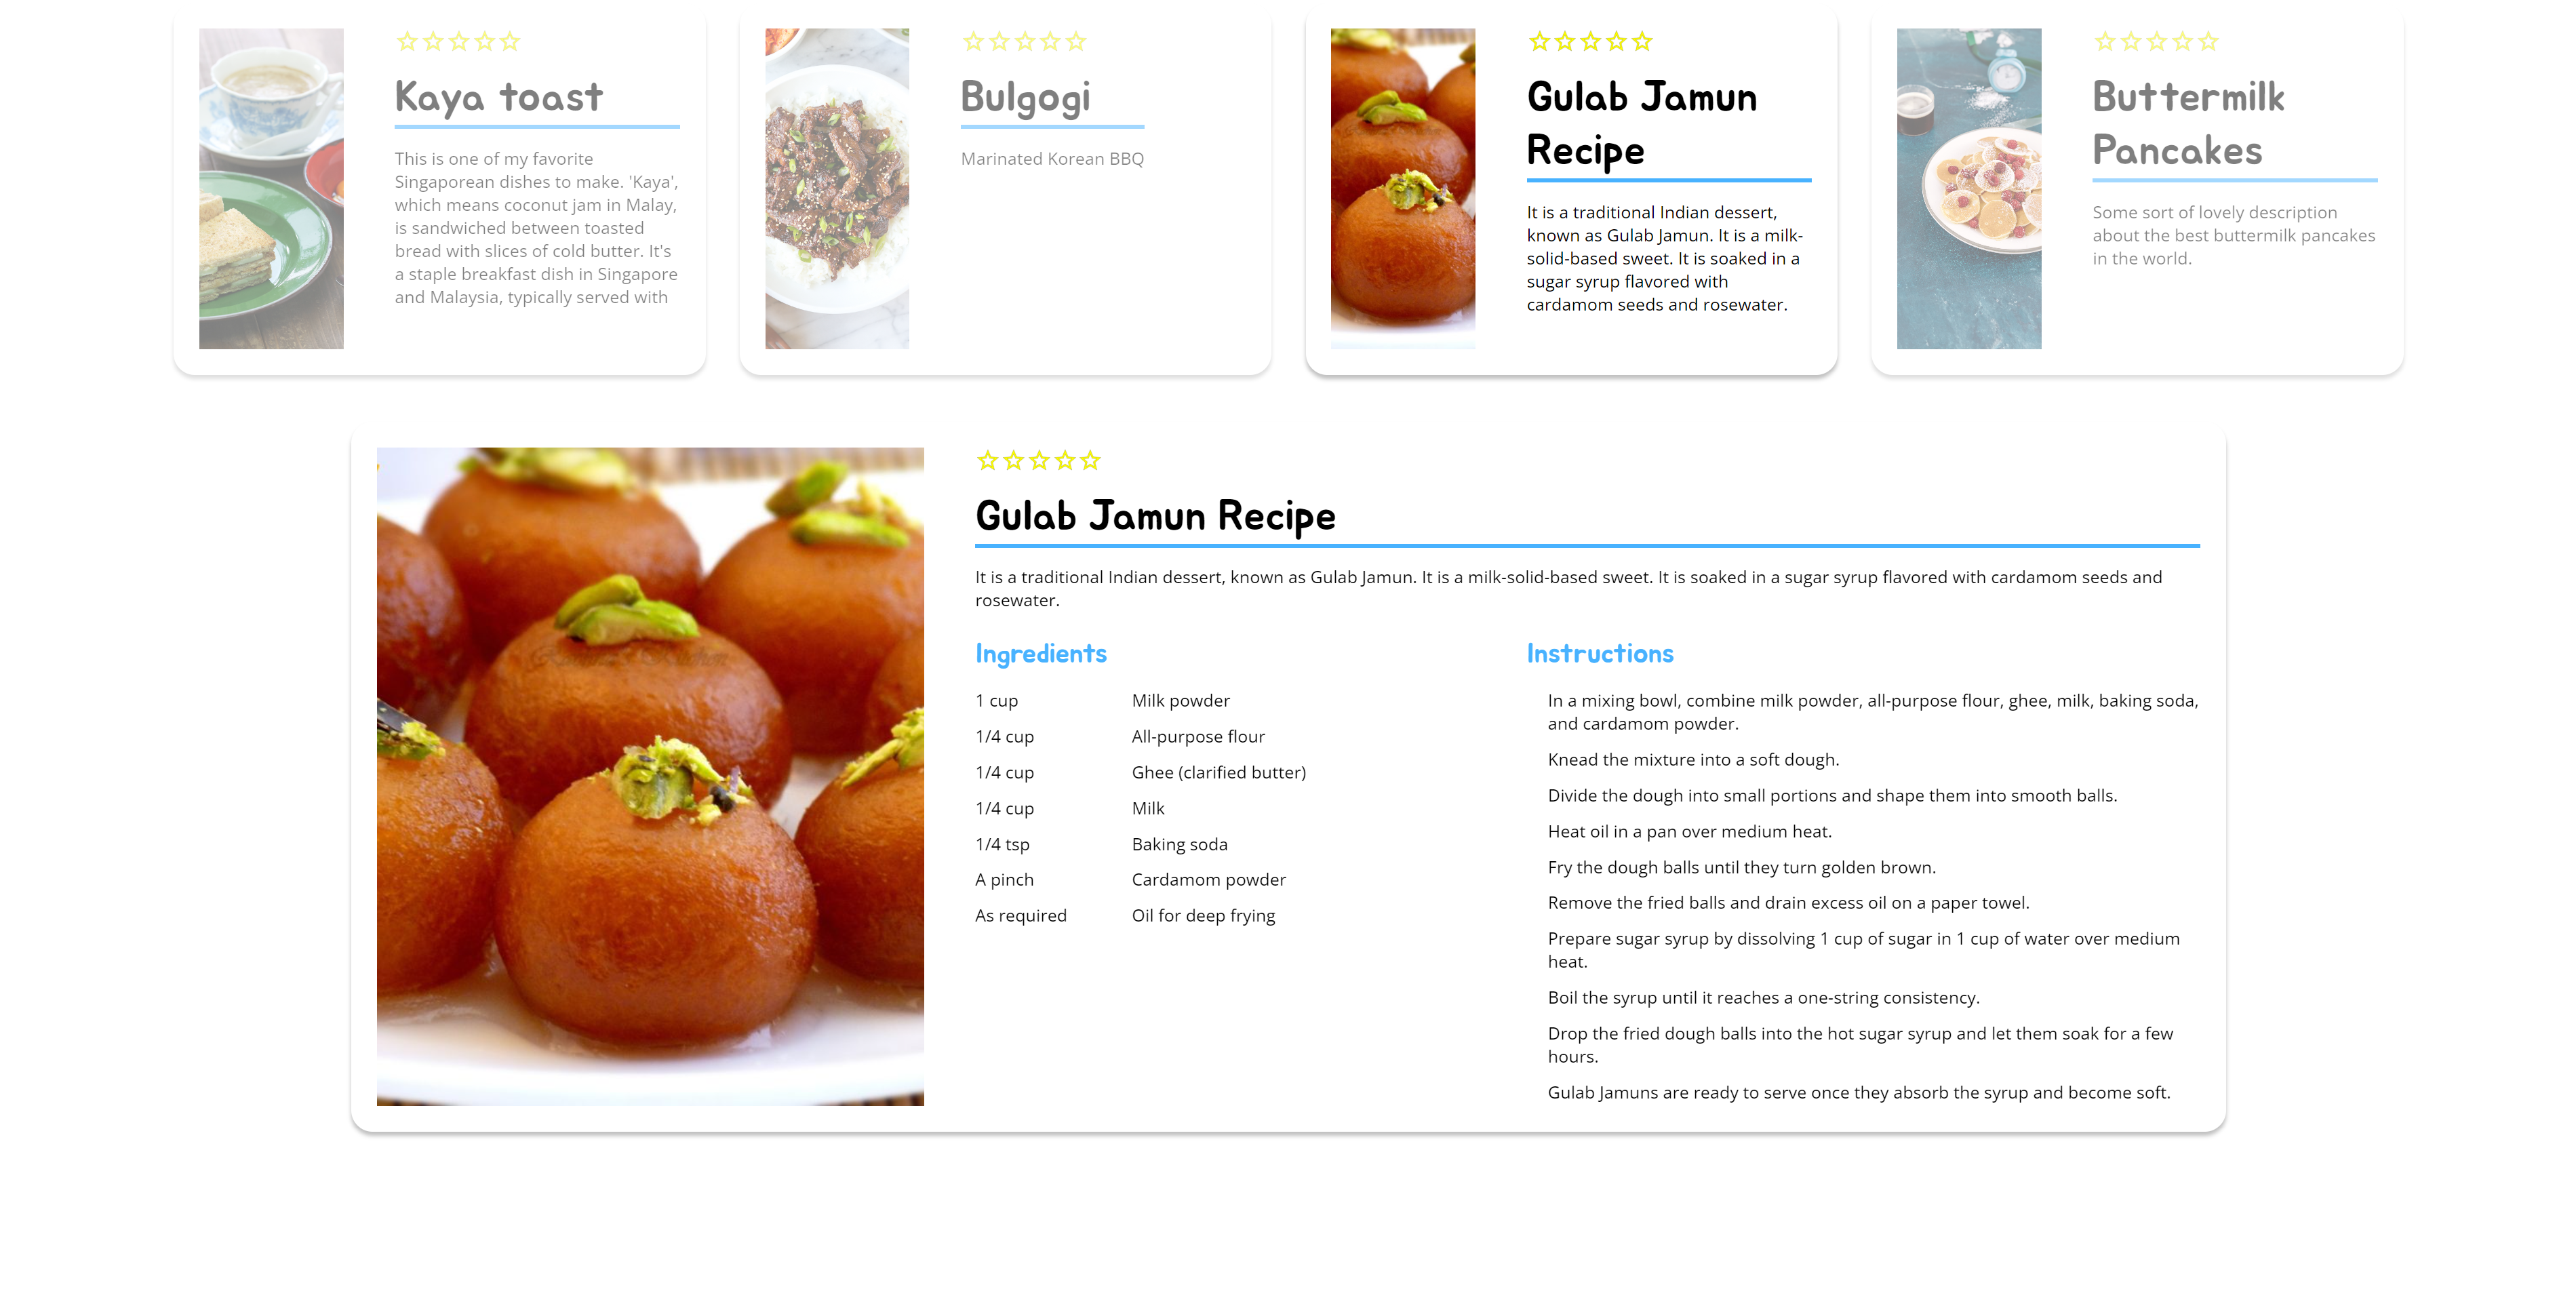 Kaya toast
This is one of my favorite
Singaporean dishes to make. 'Kaya',
which means coconut jam in Malay,
is sandwiched between toasted
bread with slices of cold butter. It's
a staple breakfast dish in Singapore
and Malaysia, typically served with
Bulgogi
Marinated Korean BBQ
Gulab Jamun
Recipe
It is a traditional Indian dessert,
known as Gulab Jamun. It is a milk-
solid-based sweet. It is soaked in a
sugar syrup flavored with
cardamom seeds and rosewater.
Buttermilk
Pancakes
Some sort of lovely description
about the best buttermilk pancakes
in the world.
Gulab Jamun Recipe
It is a traditional Indian dessert, known as Gulab Jamun. It is a milk-solid-based sweet. It is soaked in a sugar syrup flavored with cardamom seeds and
rosewater.
Ingredients
1 cup Milk powder
1/4 cup All-purpose flour
1/4 cup Ghee (clarified butter)
1/4 cup Milk
1/4 tsp Baking soda
A pinch Cardamom powder
As required Oil for deep frying
Instructions
In a mixing bowl, combine milk powder, all-purpose flour, ghee, milk, baking soda,
and cardamom powder.
Knead the mixture into a soft dough.
Divide the dough into small portions and shape them into smooth balls.
Heat oil in a pan over medium heat.
Fry the dough balls until they turn golden brown.
Remove the fried balls and drain excess oil on a paper towel.
Prepare sugar syrup by dissolving 1 cup of sugar in 1 cup of water over medium
heat.
Boil the syrup until it reaches a one-string consistency.
Drop the fried dough balls into the hot sugar syrup and let them soak for a few
hours.
Gulab Jamuns are ready to serve once they absorb the syrup and become soft.